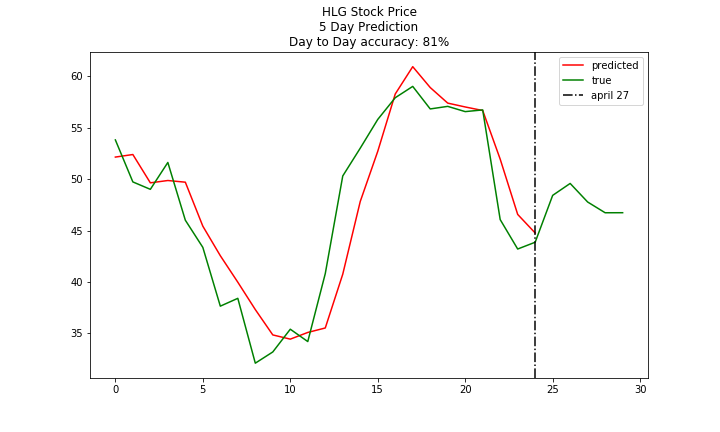 HLG Stock Price
5 Day Prediction
Day to Day accuracy: 81%
predicted
true
april 27
60
55
50
45
40
35
0 5 10 15 20 25 30